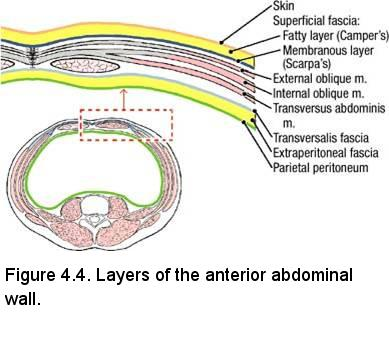 Skin
Superficial fascia:
Fatty layer (Camper's)
Membranous layer
(Scarpa's)
External oblique m.
Internal oblique m.
Transversus abdominis
m.
Transversalis fascia
Extraperitoneal fascia
Parietal peritoneum
Figure 4.4. Layers of the anterior abdominal
wall.